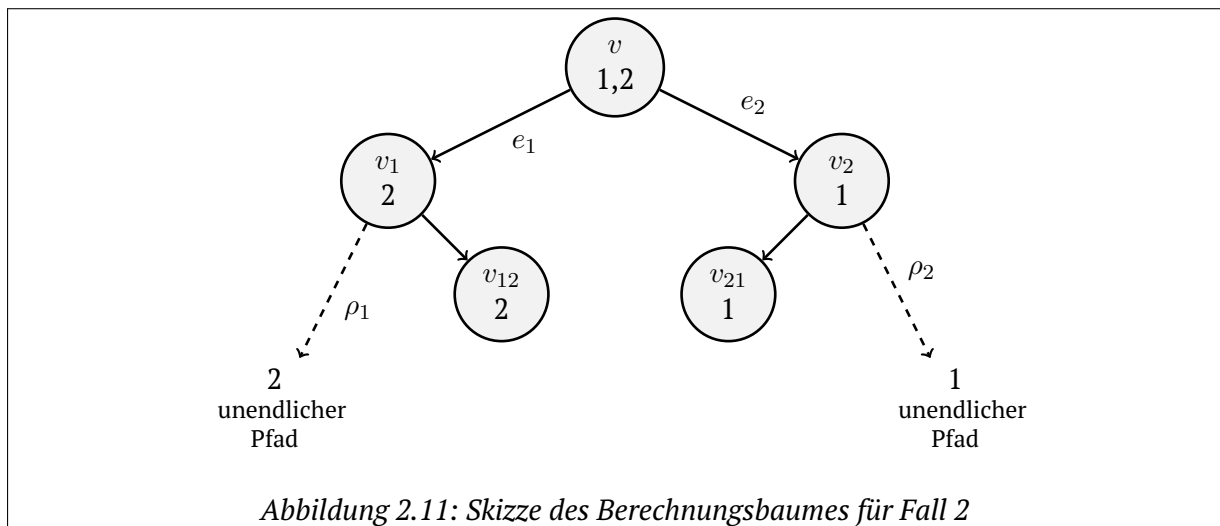 v
1,2
e₁
e₂
v₁
2
v₂
1
v₁₂
2
v₂₁
1
ρ₁
ρ₂
2
unendlicher
Pfad
1
unendlicher
Pfad
Abbildung 2.11: Skizze des Berechnungsbaumes für Fall 2